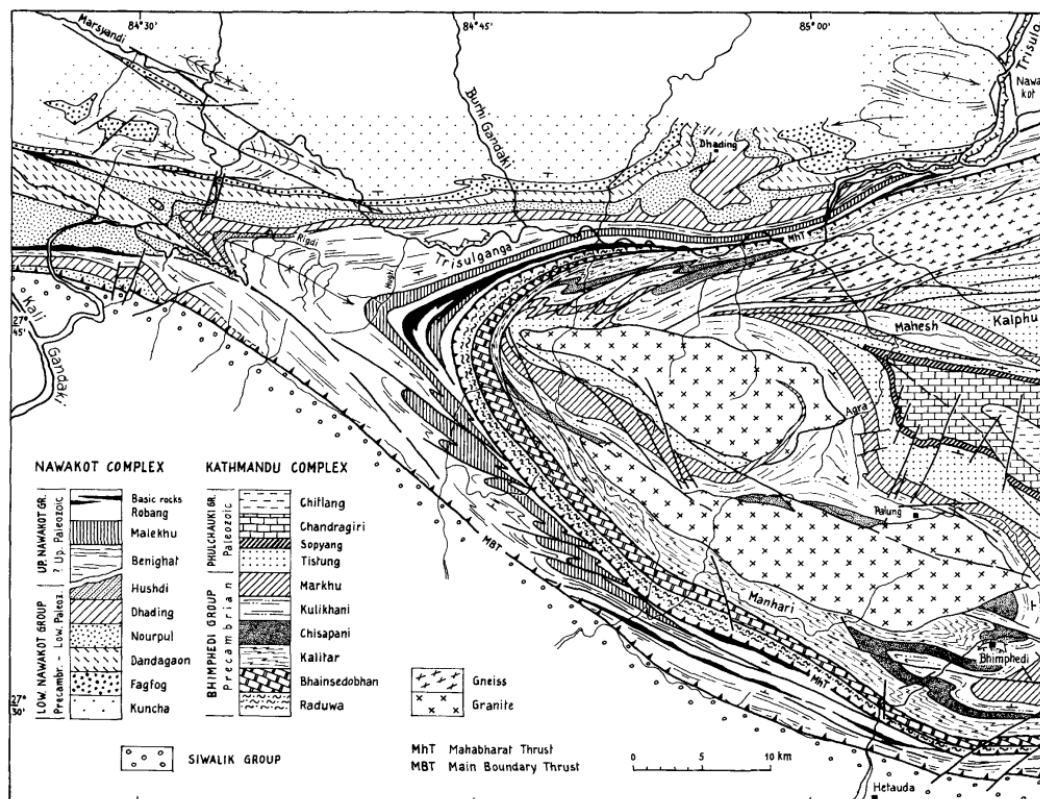 84°30'
84°45'
85°00'
Marsyandi
Burhi Gandaki
Trisulg
Nawa
kot
Dhading
Rigdi
Trisulganga
Hugdi
MhT
Kali
Gandaki
27°
45'
Mahesh
Kalphu
Agra
Palung
MBT
Manhari
Bhimphedi
MhT
27°
30'
Hetauda
NAWAKOT COMPLEX
UP. NAWAKOT GR.
? Up. Paleozoic
LOW. NAWAKOT GROUP
Precambr. - Low. Paleoz.
Basic rocks
Robang
Malekhu
Benighat
Hushdi
Dhading
Nourpul
Dandagaon
Fagfog
Kuncha
KATHMANDU COMPLEX
PHULCHAUKI GR.
Paleozoic
BHIMPHEDI GROUP
Precambrian
Chitlang
Chandragiri
Sopyang
Tistung
Markhu
Kulikhani
Chisapani
Kalitar
Bhainsedobhan
Raduwa
Gneiss
Granite
SIWALIK GROUP
MhT Mahabharat Thrust
MBT Main Boundary Thrust
0 5 10 km